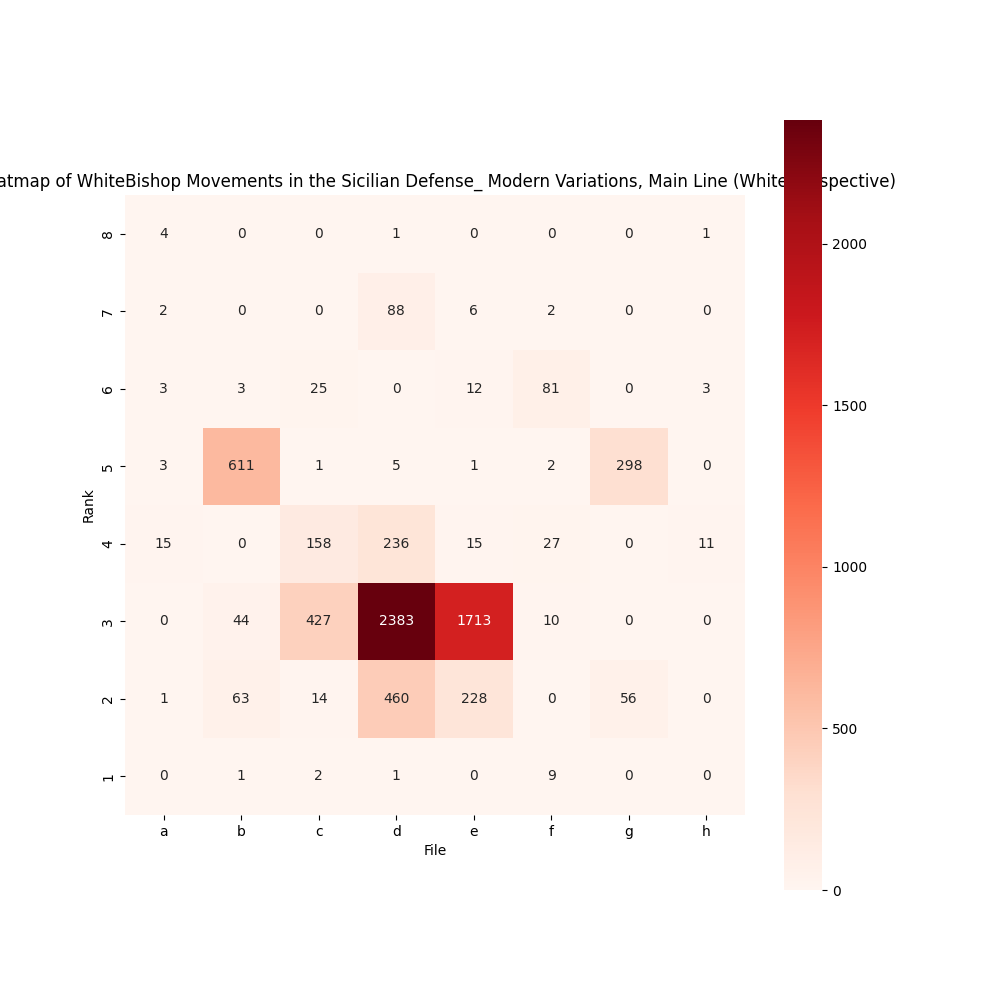 atmap of WhiteBishop Movements in the Sicilian Defense_ Modern Variations, Main Line (White spective)
8 4 0 0 1 0 0 0 1
7 2 0 0 88 6 2 0 0
6 3 3 25 0 12 81 0 3
5 3 611 1 5 1 2 298 0
4 15 0 158 236 15 27 0 11
3 0 44 427 2383 1713 10 0 0
2 1 63 14 460 228 0 56 0
1 0 1 2 1 0 9 0 0
a b c d e f g h
File
Rank
2000
1500
1000
500
0